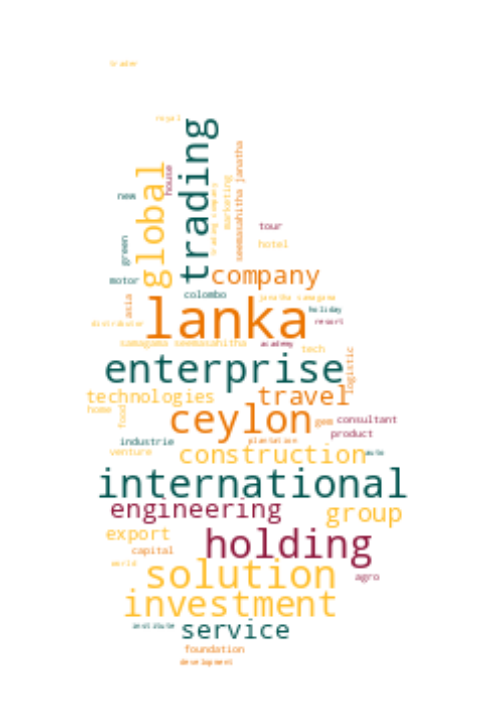 trader
royal
trading
global
house
seemasahitha janatha
marketing
trading company
new
tour
green
hotel
motor
company
colombo
asia
janatha samagama
lanka
holiday
distributor
resort
samagama seemasahitha
academy
tech
enterprise
logistic
technologies
travel
home
food
ceylon
gem
consultant
product
industrie
plantation
venture
construction
auto
international
engineering
group
export
holding
capital
world
solution
agro
investment
institute
service
foundation
development